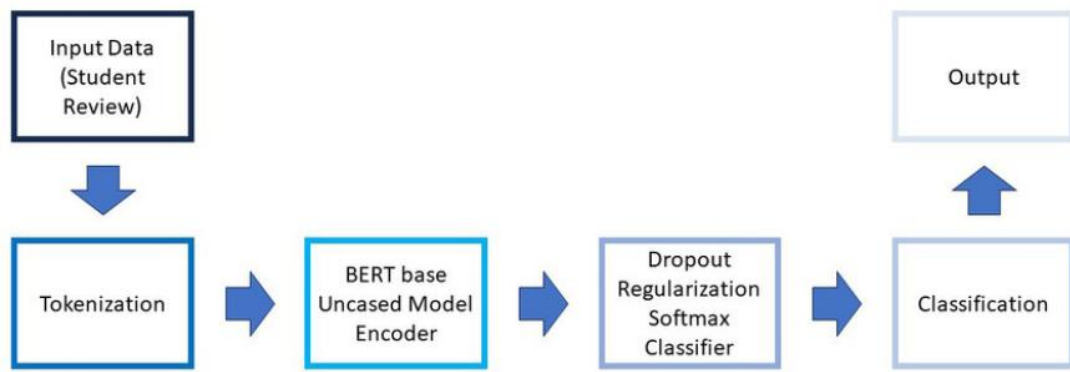 Input Data
(Student
Review)
Tokenization
BERT base
Uncased Model
Encoder
Dropout
Regularization
Softmax
Classifier
Classification
Output